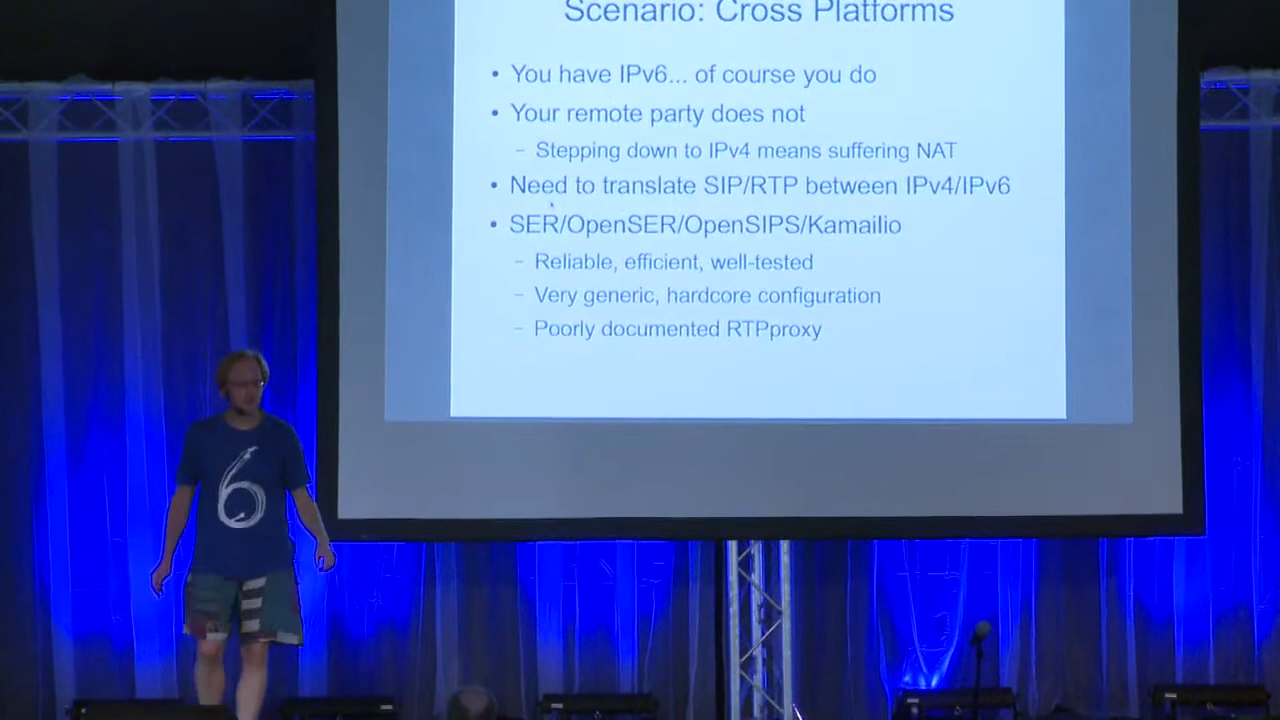 Scenario: Cross Platforms
• You have IPv6... of course you do
• Your remote party does not
– Stepping down to IPv4 means suffering NAT
• Need to translate SIP/RTP between IPv4/IPv6
• SER/OpenSER/OpenSIPS/Kamailio
– Reliable, efficient, well-tested
– Very generic, hardcore configuration
– Poorly documented RTPproxy
6